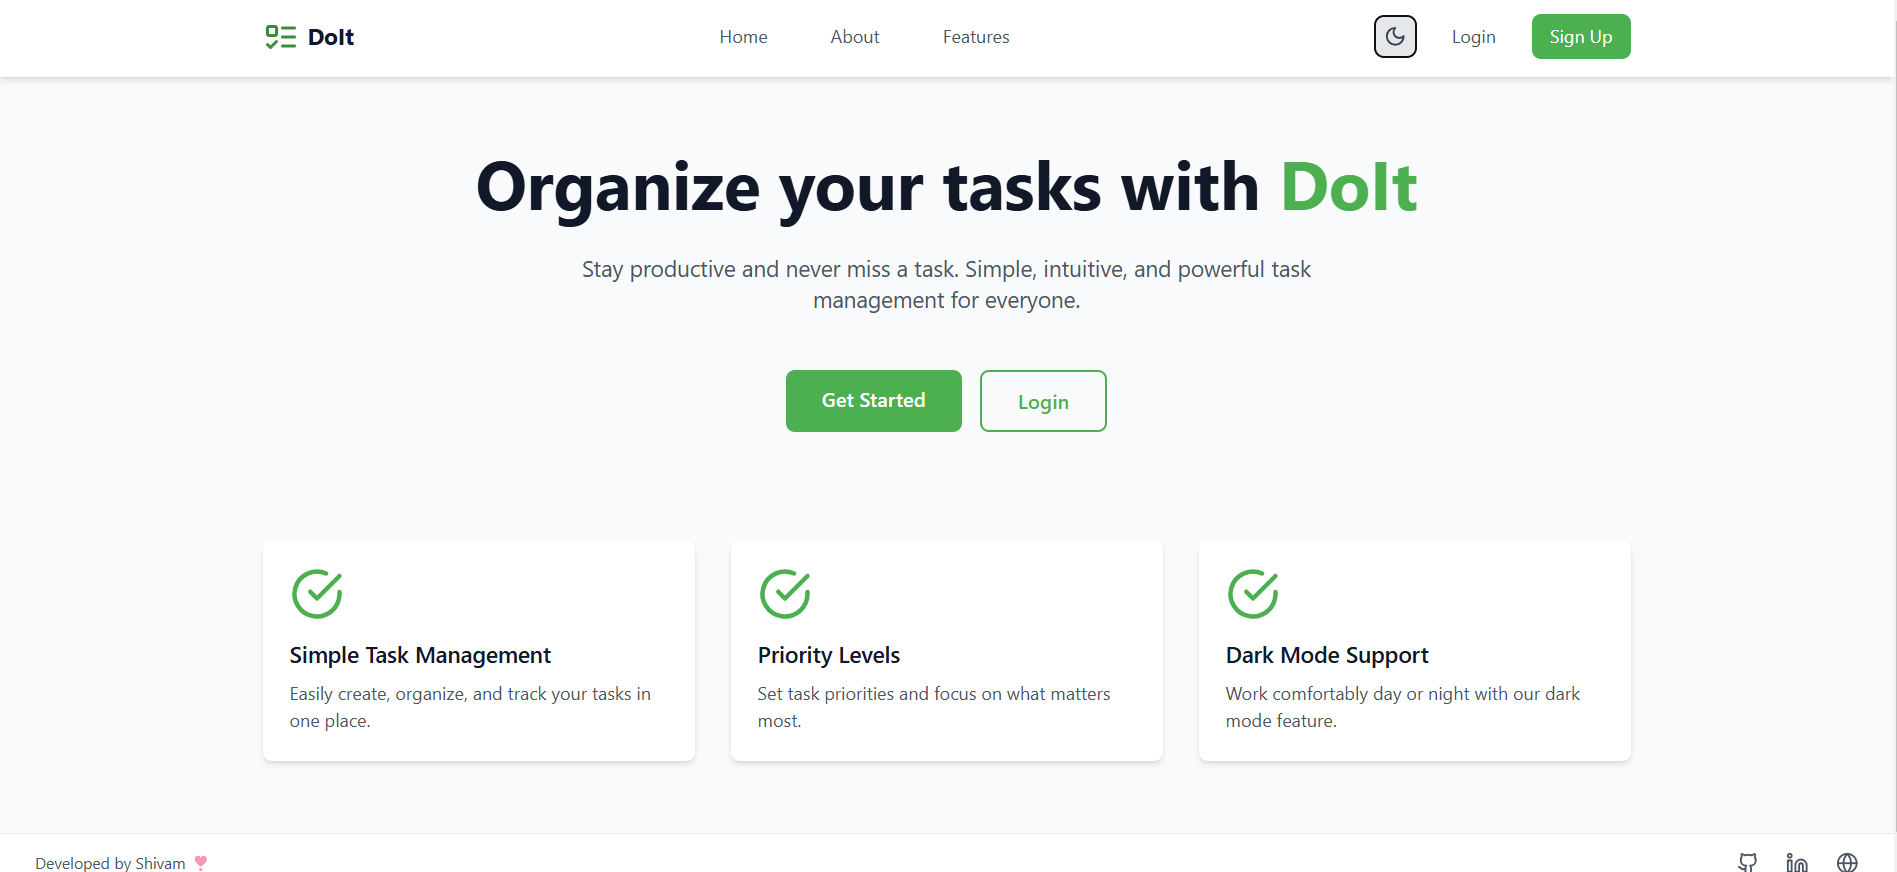 DoIt
Home
About
Features
Login
Sign Up
Organize your tasks with DoIt
Stay productive and never miss a task. Simple, intuitive, and powerful task
management for everyone.
Get Started
Login
Simple Task Management
Easily create, organize, and track your tasks in
one place.
Priority Levels
Set task priorities and focus on what matters
most.
Dark Mode Support
Work comfortably day or night with our dark
mode feature.
Developed by Shivam